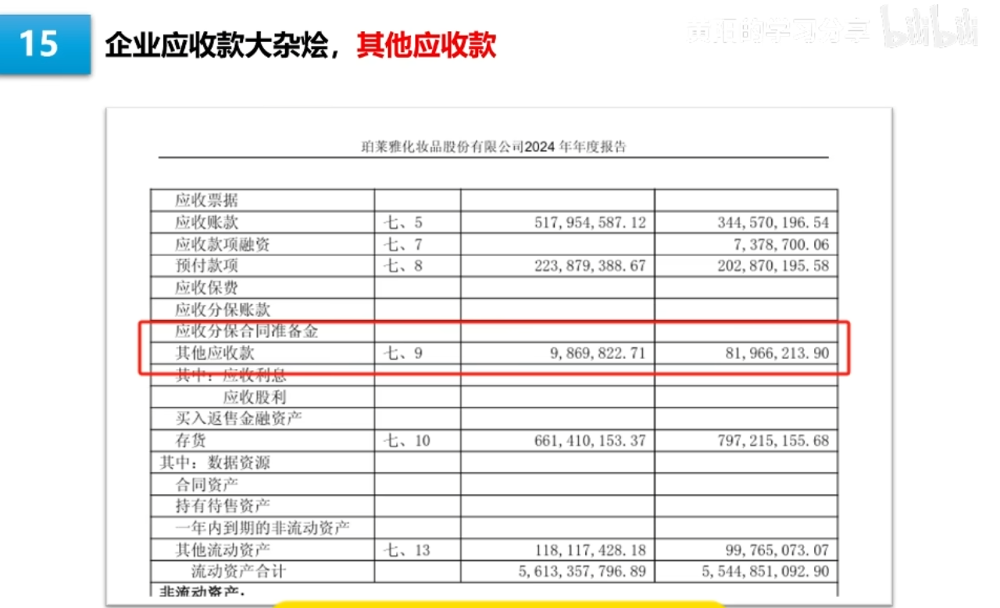 15
企业应收款大杂烩，其他应收款
的学习分享 bilibili
珀莱雅化妆品股份有限公司2024 年年度报告
应收票据
应收账款 七、5 517,954,587.12 344,570,196.54
应收款项融资 七、7 7,378,700.06
预付款项 七、8 223,879,388.67 202,870,195.58
应收保费
应收分保账款
应收分保合同准备金
其他应收款 七、9 9,869,822.71 81,966,213.90
其中：应收利息
应收股利
买入返售金融资产
存货 七、10 661,410,153.37 797,215,155.68
其中：数据资源
合同资产
持有待售资产
一年内到期的非流动资产
其他流动资产 七、13 118,117,428.18 99,765,073.07
流动资产合计 5,613,357,796.89 5,544,851,092.90
非流动资产：